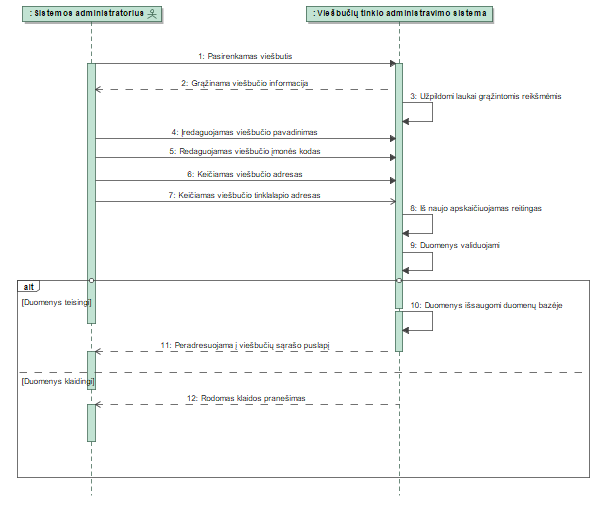 : Sistemos administratorius
: Viešbučių tinklo administravimo sistema
1: Pasirenkamas viešbutis
2: Grąžinama viešbučio informacija
3: Užpildomi laukai grąžintomis reikšmėmis
4: Įredaguojamas viešbučio pavadinimas
5: Redaguojamas viešbučio įmonės kodas
6: Keičiamas viešbučio adresas
7: Keičiamas viešbučio tinklalapio adresas
8: Iš naujo apskaičiuojamas reitingas
9: Duomenys validuojami
alt
[Duomenys teisingi]
10: Duomenys išsaugomi duomenų bazėje
11: Peradresuojama į viešbučių sąrašo puslapį
[Duomenys klaidingi]
12: Rodomas klaidos pranešimas